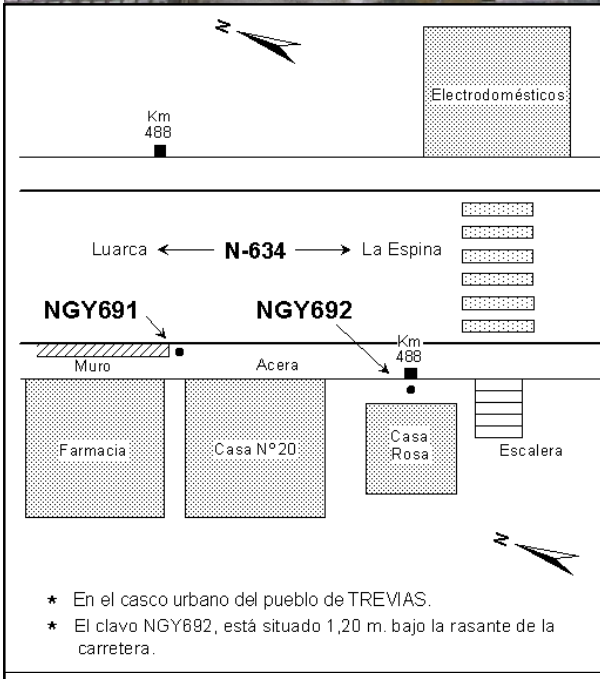 N
Electrodomésticos
Km
488
Luarca
N-634
La Espina
NGY691
NGY692
Km
488
Muro
Acera
Farmacia
Casa Nº20
Casa
Rosa
Escalera
N
* En el casco urbano del pueblo de TREVIAS.
* El clavo NGY692, está situado 1,20 m. bajo la rasante de la
carretera.